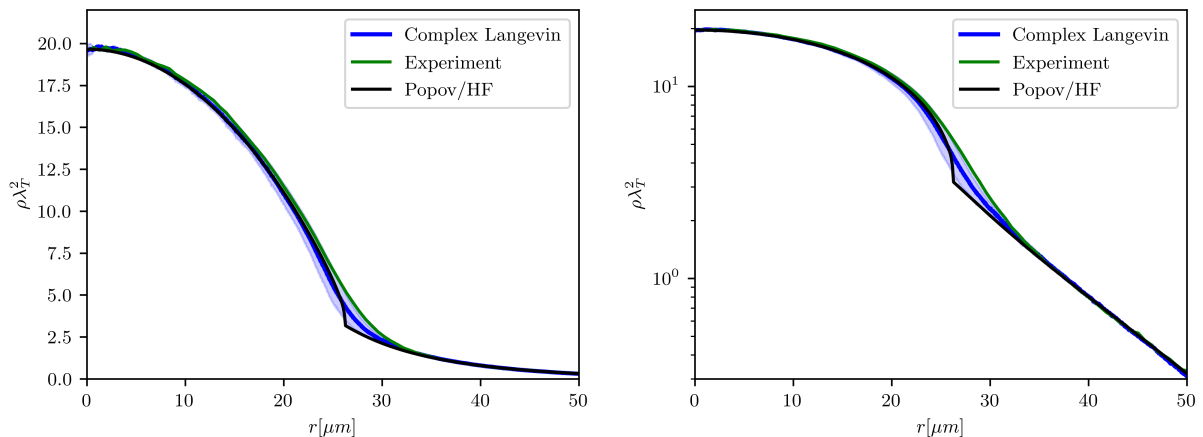 20.0
17.5
15.0
12.5
10.0
7.5
5.0
2.5
0.0
ρλ_T^2
0 10 20 30 40 50
r[μm]
Complex Langevin
Experiment
Popov/HF
10^1
10^0
ρλ_T^2
0 10 20 30 40 50
r[μm]
Complex Langevin
Experiment
Popov/HF